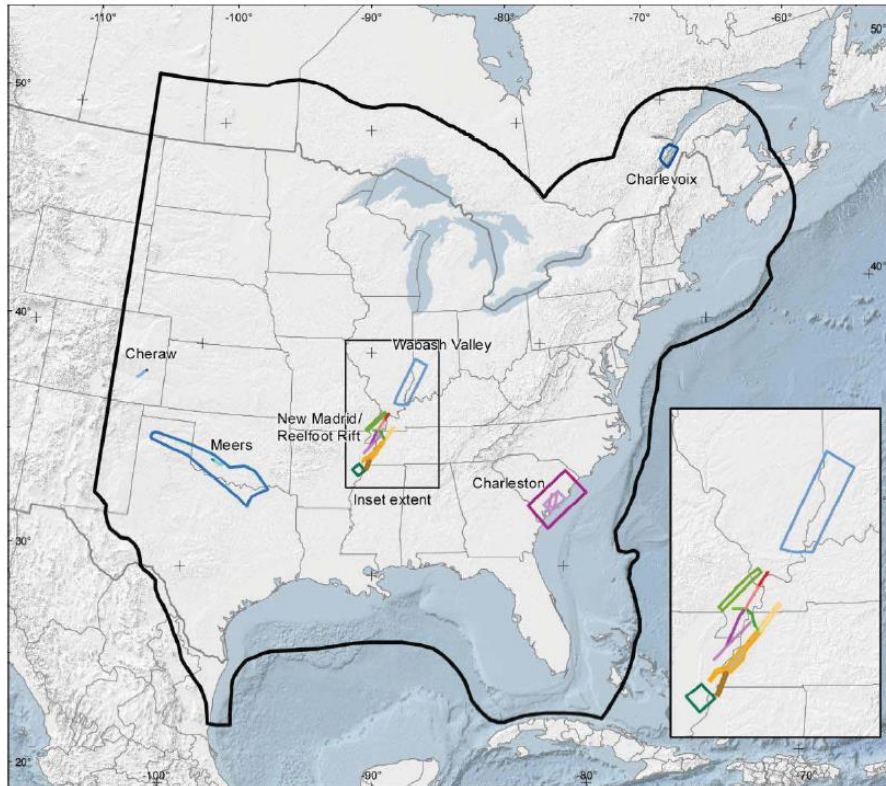 -110°
-100°
-90°
-80°
-70°
-60°
50°
50°
Charlevoix
40°
40°
Cheraw
Wabash Valley
New Madrid/
Reelfoot Rift
Meers
Charleston
Inset extent
30°
20°
-100°
-90°
-80°
-70°